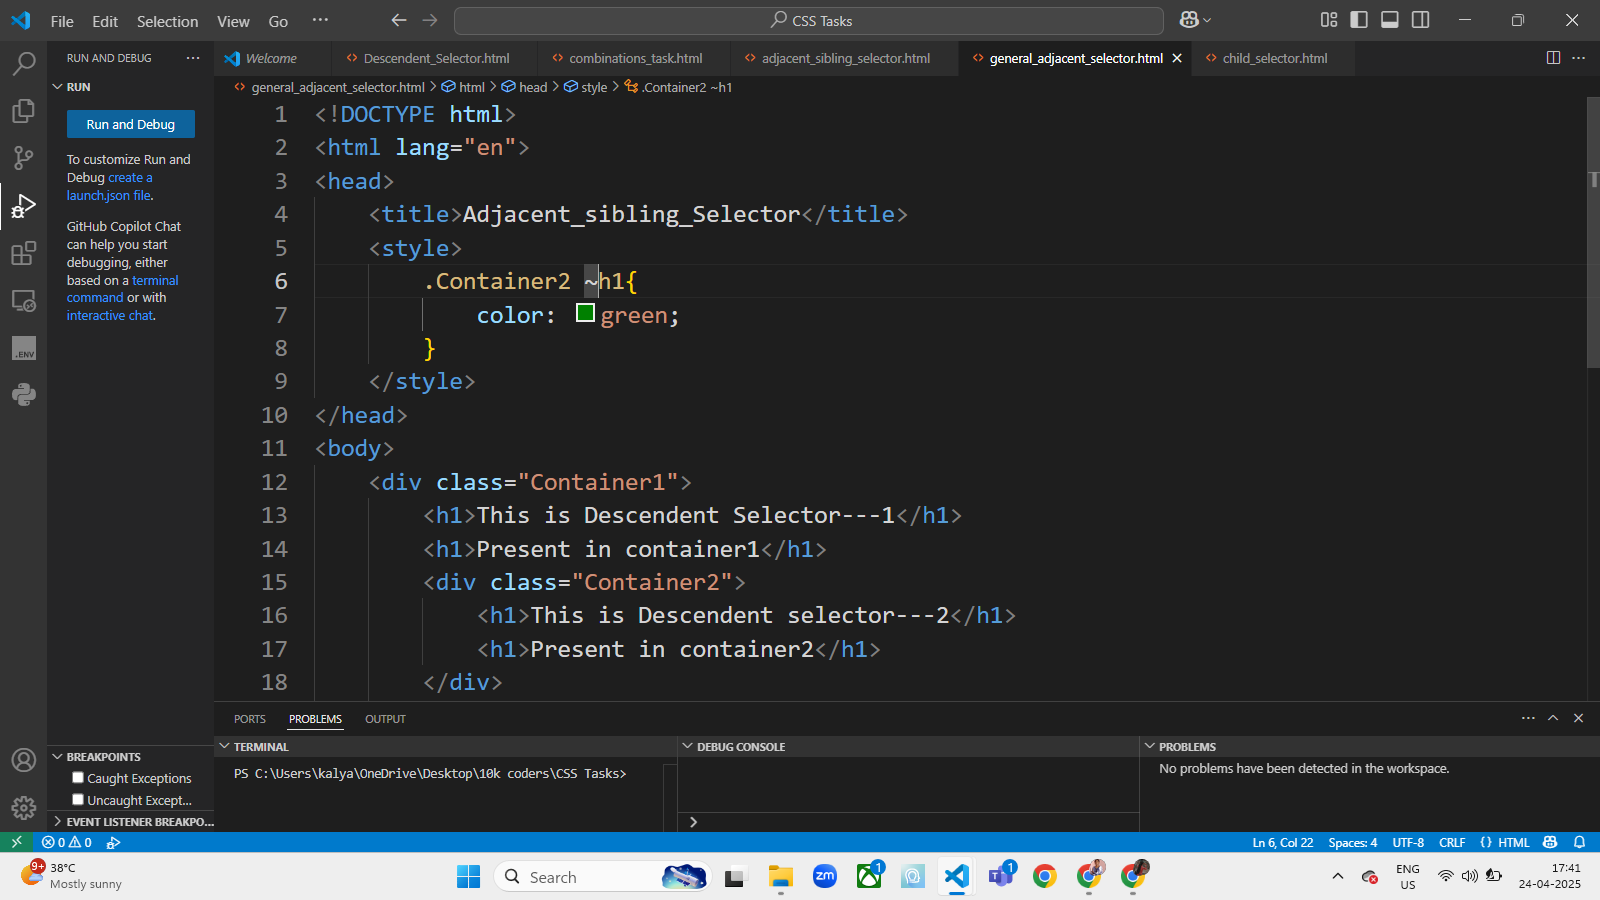 File Edit Selection View Go ···
CSS Tasks
RUN AND DEBUG ···
RUN
Run and Debug
To customize Run and
Debug create a
launch.json file.
GitHub Copilot Chat
can help you start
debugging, either
based on a terminal
command or with
interactive chat.
.ENV
BREAKPOINTS
Caught Exceptions
Uncaught Except...
EVENT LISTENER BREAKPO...
Welcome
Descendent_Selector.html
combinations_task.html
adjacent_sibling_selector.html
general_adjacent_selector.html
child_selector.html
···
general_adjacent_selector.html > html > head > style > .Container2 ~h1
1 <!DOCTYPE html>
2 <html lang="en">
3 <head>
4 <title>Adjacent_sibling_Selector</title>
5 <style>
6 .Container2 ~h1{
7 color: green;
8 }
9 </style>
10 </head>
11 <body>
12 <div class="Container1">
13 <h1>This is Descendent Selector---1</h1>
14 <h1>Present in container1</h1>
15 <div class="Container2">
16 <h1>This is Descendent selector---2</h1>
17 <h1>Present in container2</h1>
18 </div>
PORTS PROBLEMS OUTPUT ···
TERMINAL
PS C:\Users\kalya\OneDrive\Desktop\10k coders\CSS Tasks>
DEBUG CONSOLE
>
PROBLEMS
No problems have been detected in the workspace.
0 0
Ln 6, Col 22 Spaces: 4 UTF-8 CRLF {} HTML
9+
38°C
Mostly sunny
Search
zm
1
1
ENG
US
17:41
24-04-2025